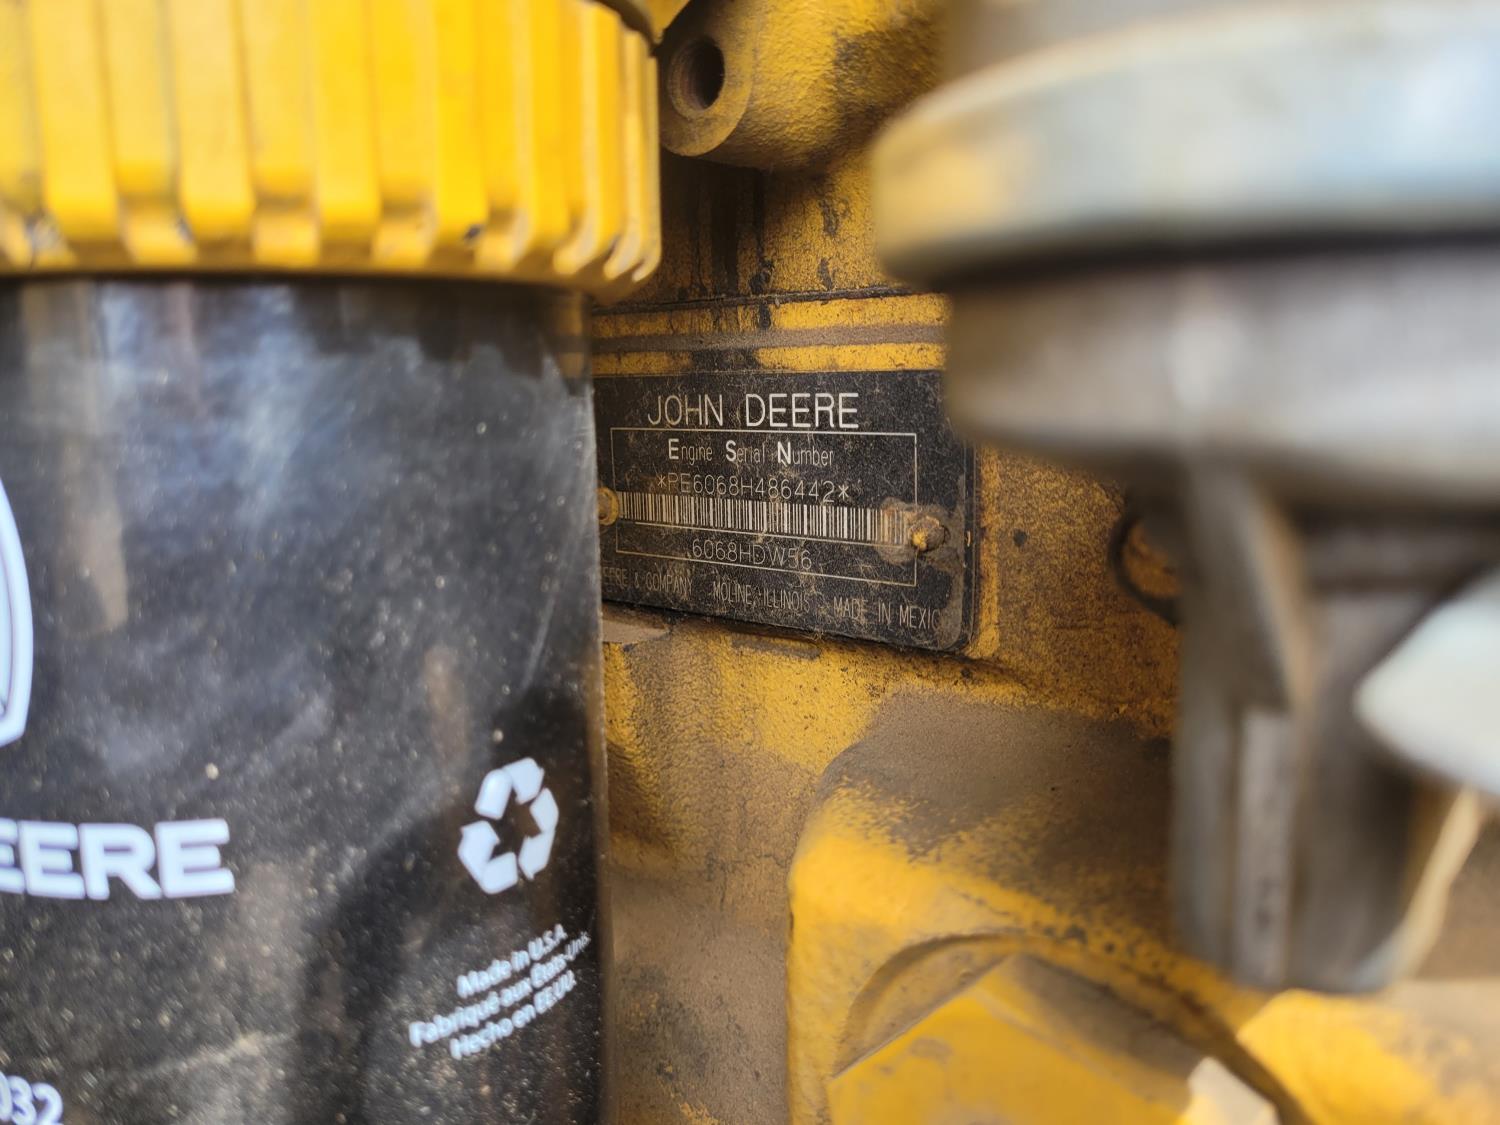 JOHN DEERE
Engine Serial Number
*PE6068H486442*
6068HDW56
EERE & COMPANY MOLINE, ILLINOIS MADE IN MEXIC
EERE
Made in U.S.A.
Fabriqué aux États-Unis
Hecho en EE.UU.
032